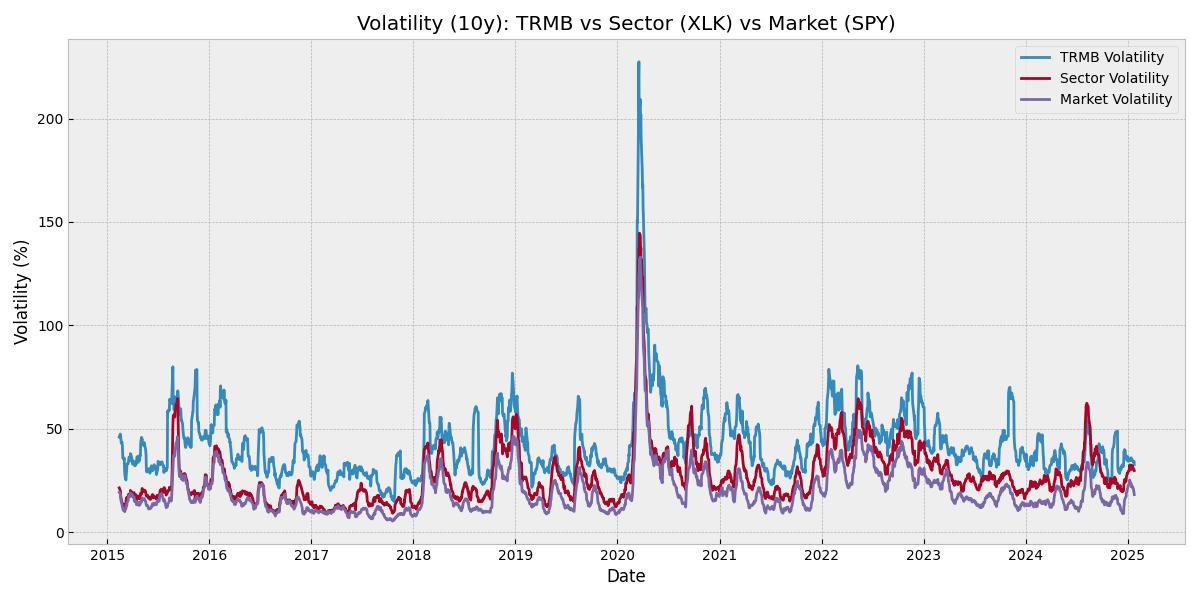 Volatility (10y): TRMB vs Sector (XLK) vs Market (SPY)
TRMB Volatility
Sector Volatility
Market Volatility
Volatility (%)
200
150
100
50
0
2015 2016 2017 2018 2019 2020 2021 2022 2023 2024 2025
Date